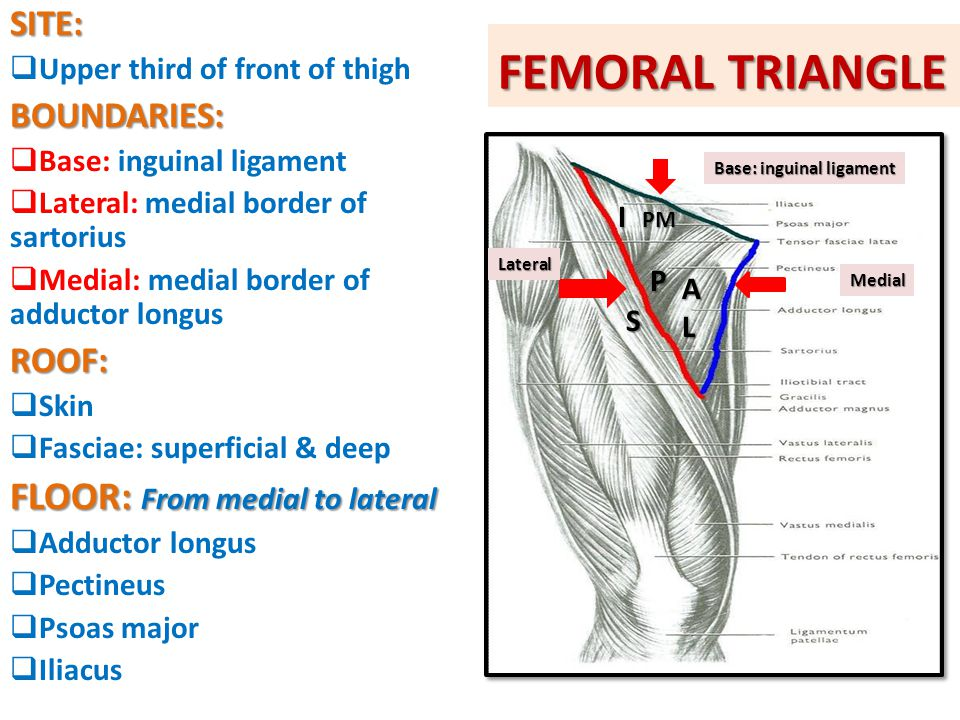 SITE:
❑Upper third of front of thigh
BOUNDARIES:
❑Base: inguinal ligament
❑Lateral: medial border of
sartorius
❑Medial: medial border of
adductor longus
ROOF:
❑Skin
❑Fasciae: superficial & deep
FLOOR: From medial to lateral
❑Adductor longus
❑Pectineus
❑Psoas major
❑Iliacus
FEMORAL TRIANGLE
Base: inguinal ligament
Iliacus
I PM
Psoas major
Tensor fasciae latae
Lateral
Pectineus
Medial
P
A
L
S
Adductor longus
Sartorius
Iliotibial tract
Gracilis
Adductor magnus
Vastus lateralis
Rectus femoris
Vastus medialis
Tendon of rectus femoris
Ligamentum
patellae